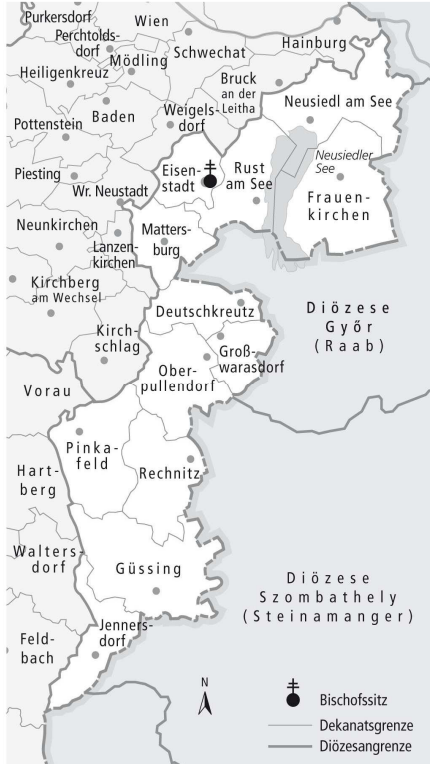 Purkersdorf
Wien
Hainburg
Perchtolds-
dorf
Schwechat
Mödling
Heiligenkreuz
Bruck
an der
Leitha
Neusiedl am See
Baden
Weigels-
dorf
Pottenstein
Neusiedler
See
Eisen-
stadt
Rust
am See
Piesting
Wr. Neustadt
Frauen-
kirchen
Neunkirchen
Matters-
burg
Lanzen-
kirchen
Kirchberg
am Wechsel
Deutschkreutz
Diözese
Győr
(Raab)
Kirch-
schlag
Groß-
warasdorf
Ober-
pullendorf
Vorau
Pinka-
feld
Rechnitz
Hart-
berg
Walters-
dorf
Güssing
Diözese
Szombathely
(Steinamanger)
Jenners-
dorf
Feld-
bach
N
Bischofssitz
Dekanatsgrenze
Diözesangrenze